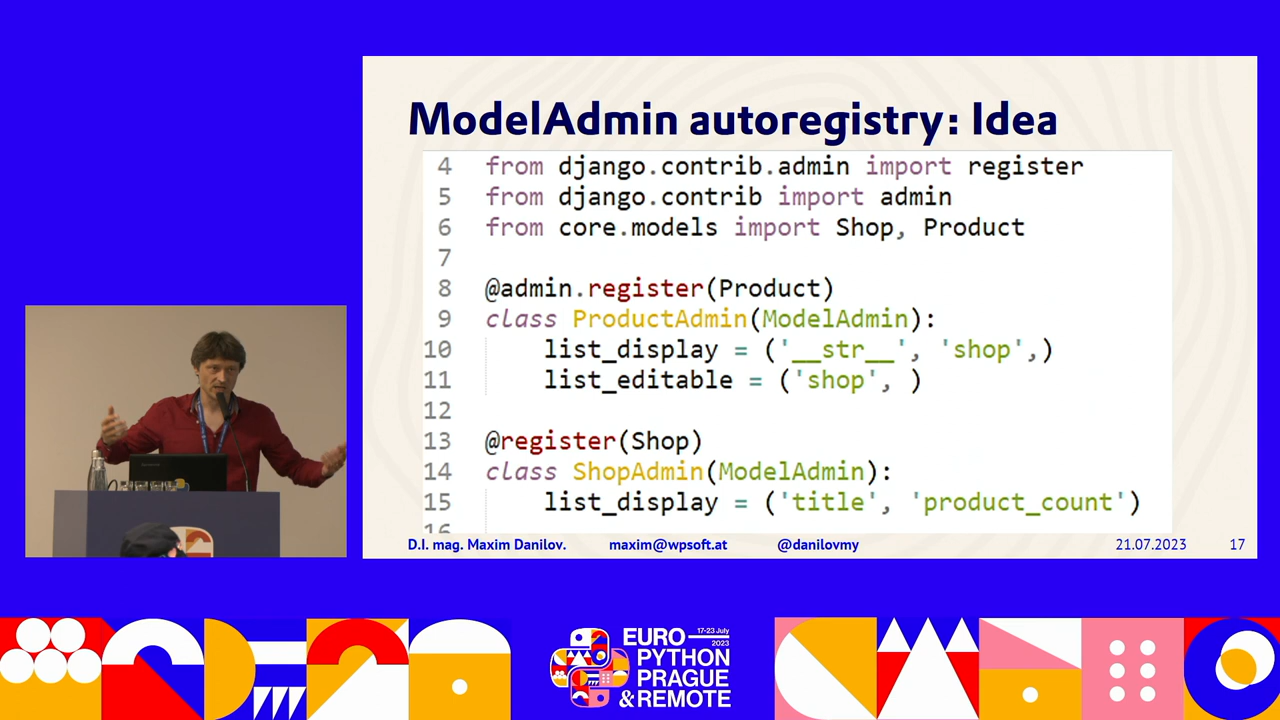 ModelAdmin autoregistry: Idea
4 from django.contrib.admin import register
5 from django.contrib import admin
6 from core.models import Shop, Product
7
8 @admin.register(Product)
9 class ProductAdmin(ModelAdmin):
10 list_display = ('__str__', 'shop',)
11 list_editable = ('shop', )
12
13 @register(Shop)
14 class ShopAdmin(ModelAdmin):
15 list_display = ('title', 'product_count')
16
D.I. mag. Maxim Danilov. maxim@wpsoft.at @danilovmy 21.07.2023 17
17-23 July
2023
EURO
PYTHON
PRAGUE
& REMOTE